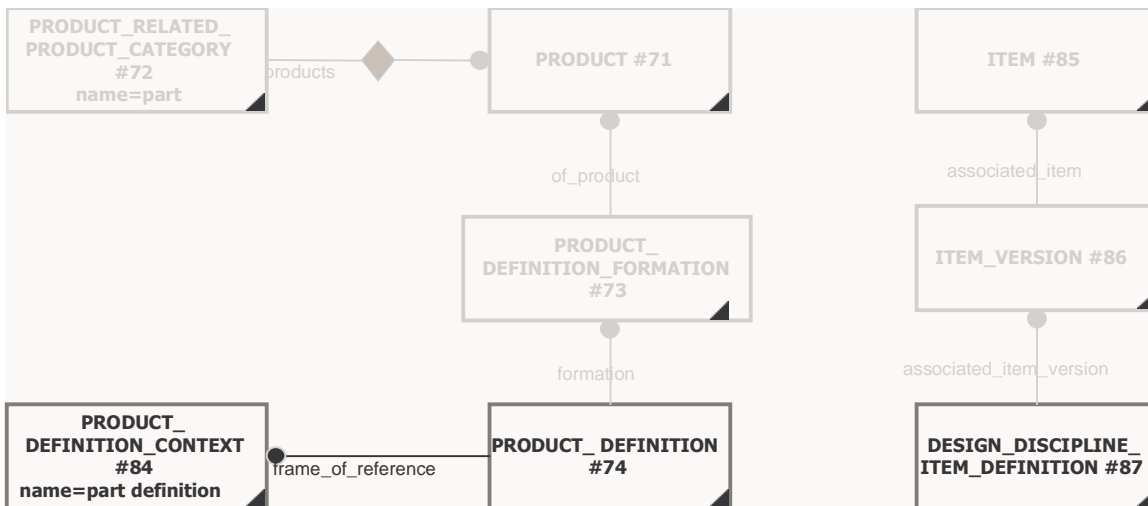 PRODUCT_RELATED_
PRODUCT_CATEGORY
#72
name=part
products
PRODUCT #71
ITEM #85
of_product
associated_item
PRODUCT_
DEFINITION_FORMATION
#73
ITEM_VERSION #86
formation
associated_item_version
PRODUCT_
DEFINITION_CONTEXT
#84
name=part definition
frame_of_reference
PRODUCT_ DEFINITION
#74
DESIGN_DISCIPLINE_
ITEM_DEFINITION #87